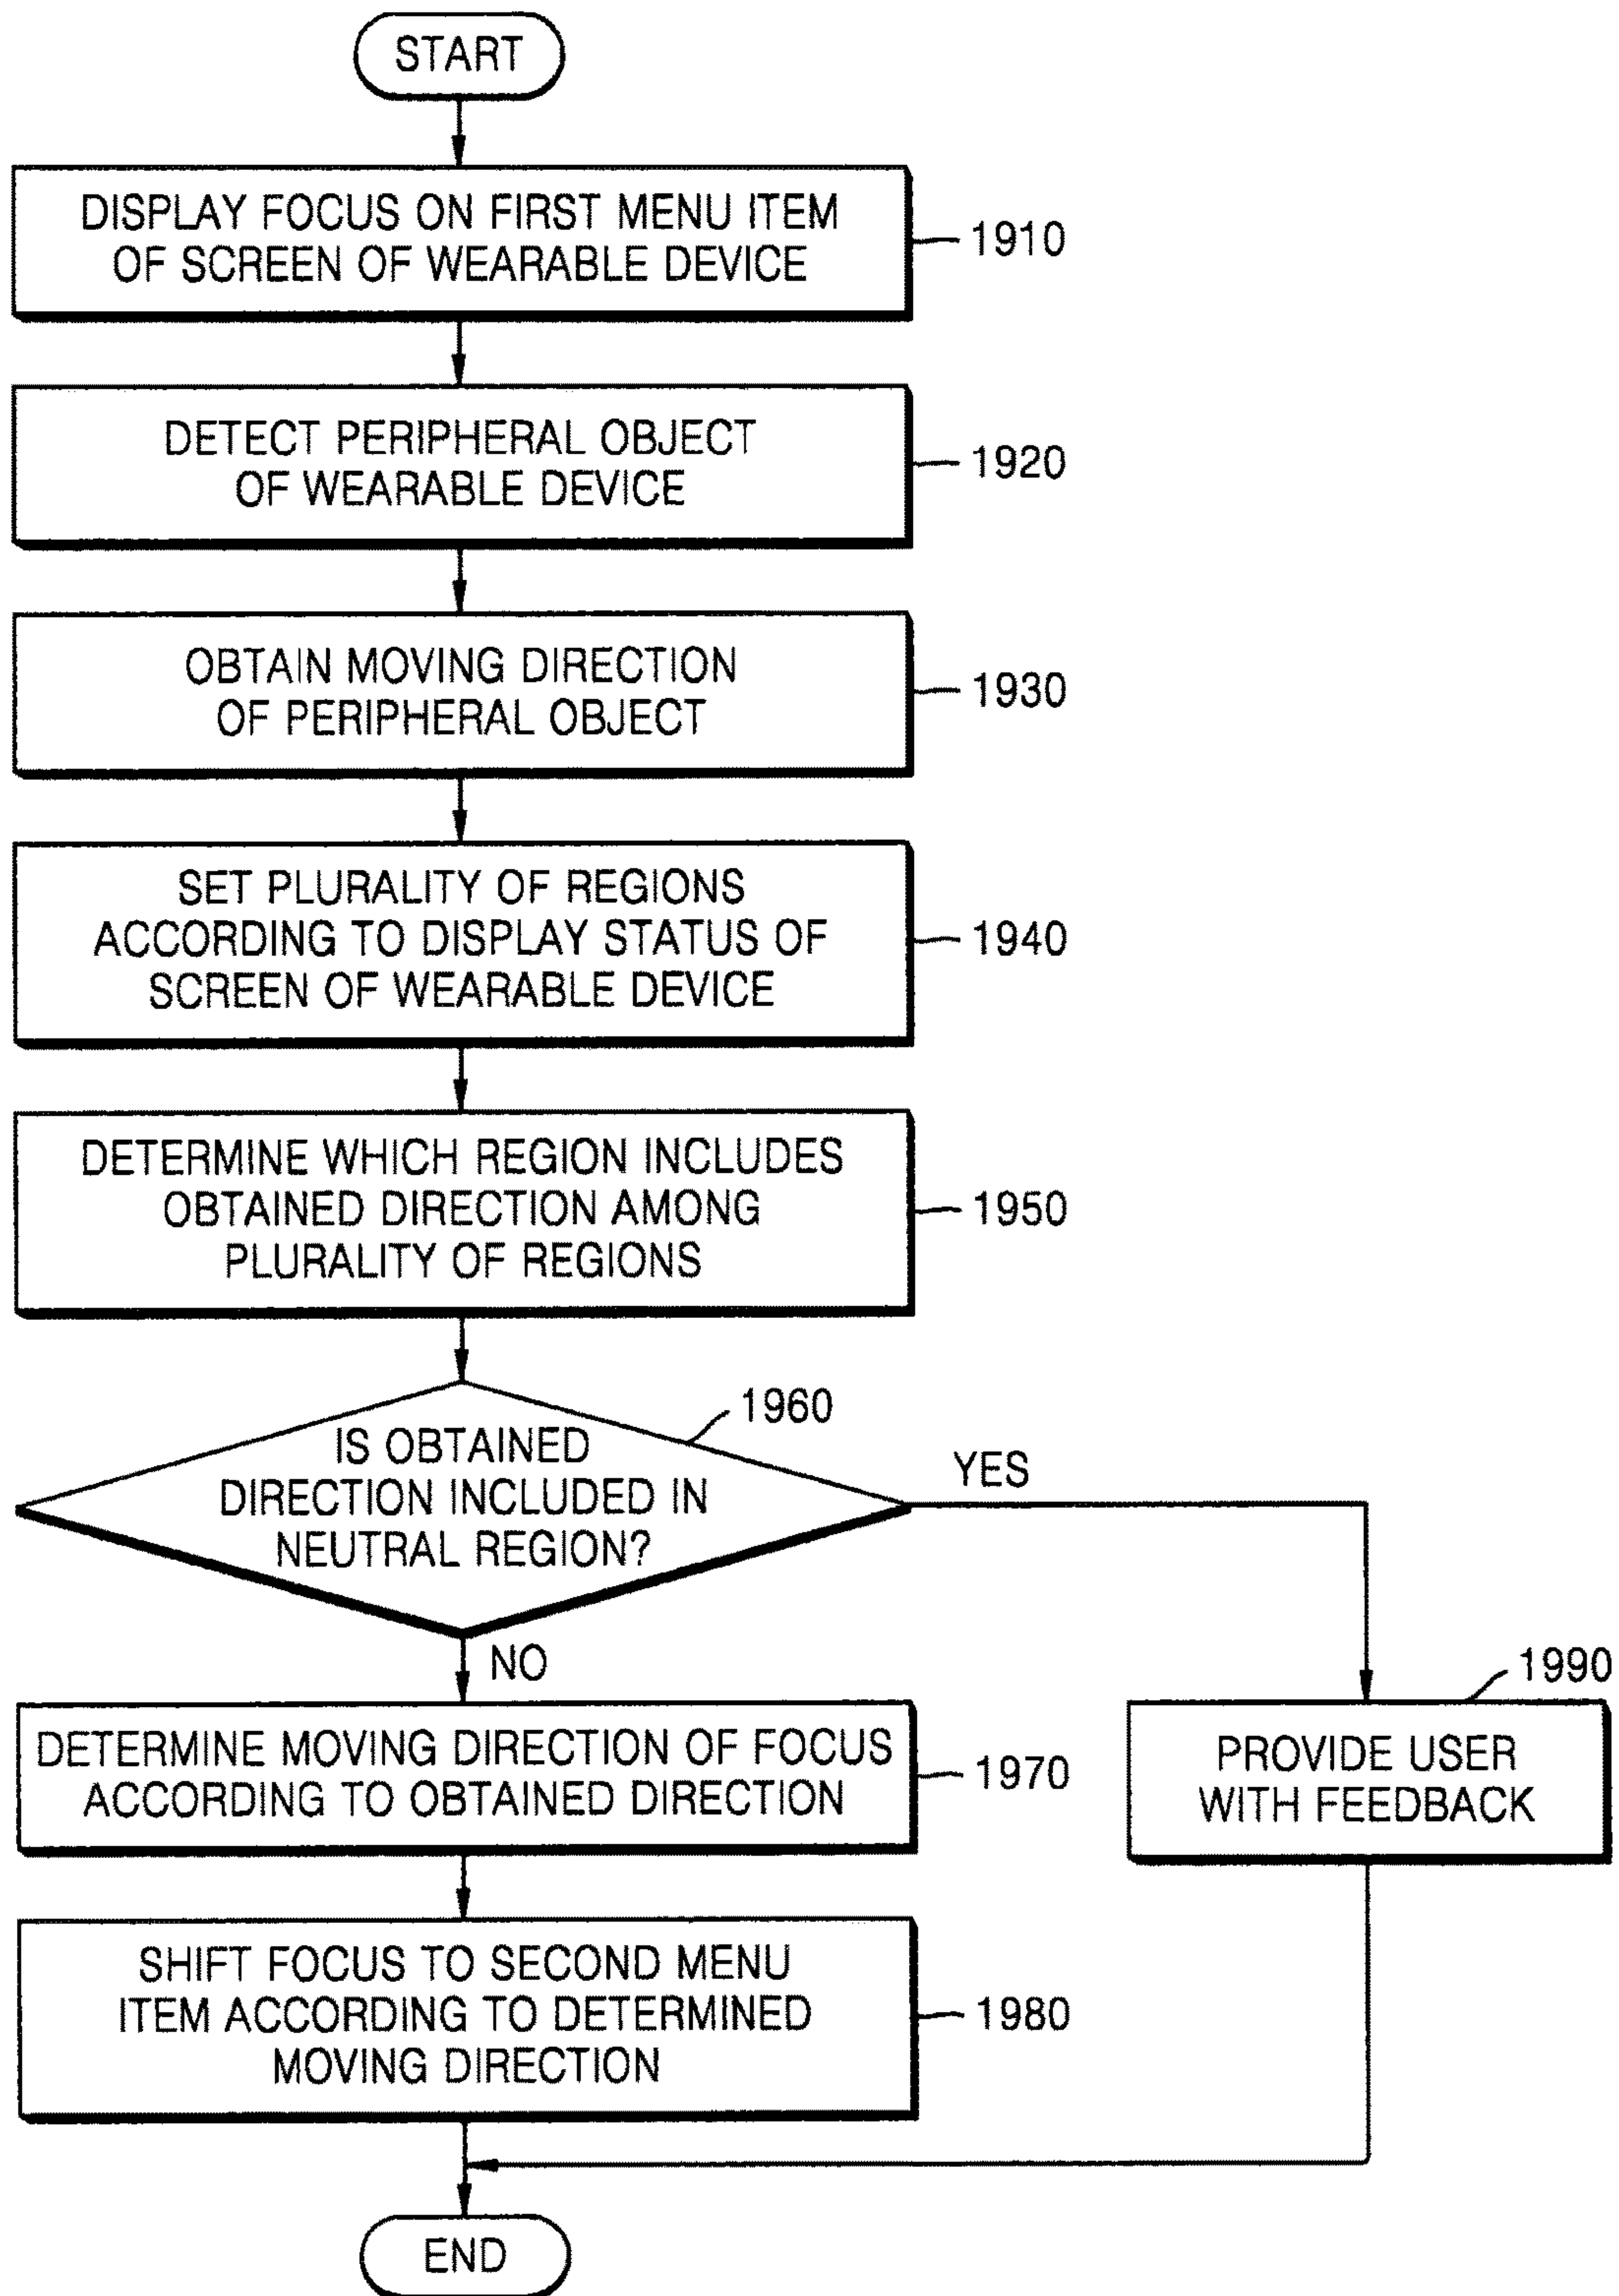 START
DISPLAY FOCUS ON FIRST MENU ITEM
OF SCREEN OF WEARABLE DEVICE
1910
DETECT PERIPHERAL OBJECT
OF WEARABLE DEVICE
1920
OBTAIN MOVING DIRECTION
OF PERIPHERAL OBJECT
1930
SET PLURALITY OF REGIONS
ACCORDING TO DISPLAY STATUS OF
SCREEN OF WEARABLE DEVICE
1940
DETERMINE WHICH REGION INCLUDES
OBTAINED DIRECTION AMONG
PLURALITY OF REGIONS
1950
1960
IS OBTAINED
DIRECTION INCLUDED IN
NEUTRAL REGION?
YES
NO
DETERMINE MOVING DIRECTION OF FOCUS
ACCORDING TO OBTAINED DIRECTION
1970
1990
PROVIDE USER
WITH FEEDBACK
SHIFT FOCUS TO SECOND MENU
ITEM ACCORDING TO DETERMINED
MOVING DIRECTION
1980
END